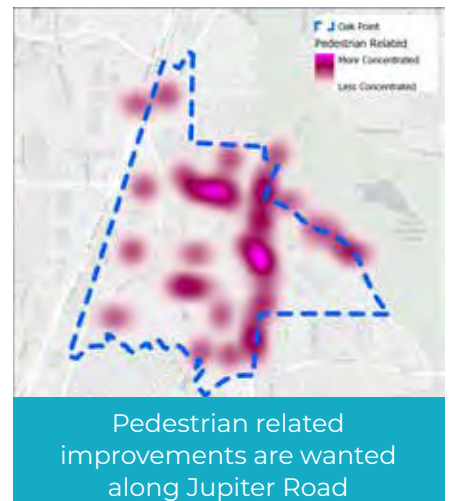 Oak Point
Pedestrian Related
More Concentrated
Less Concentrated
Pedestrian related
improvements are wanted
along Jupiter Road